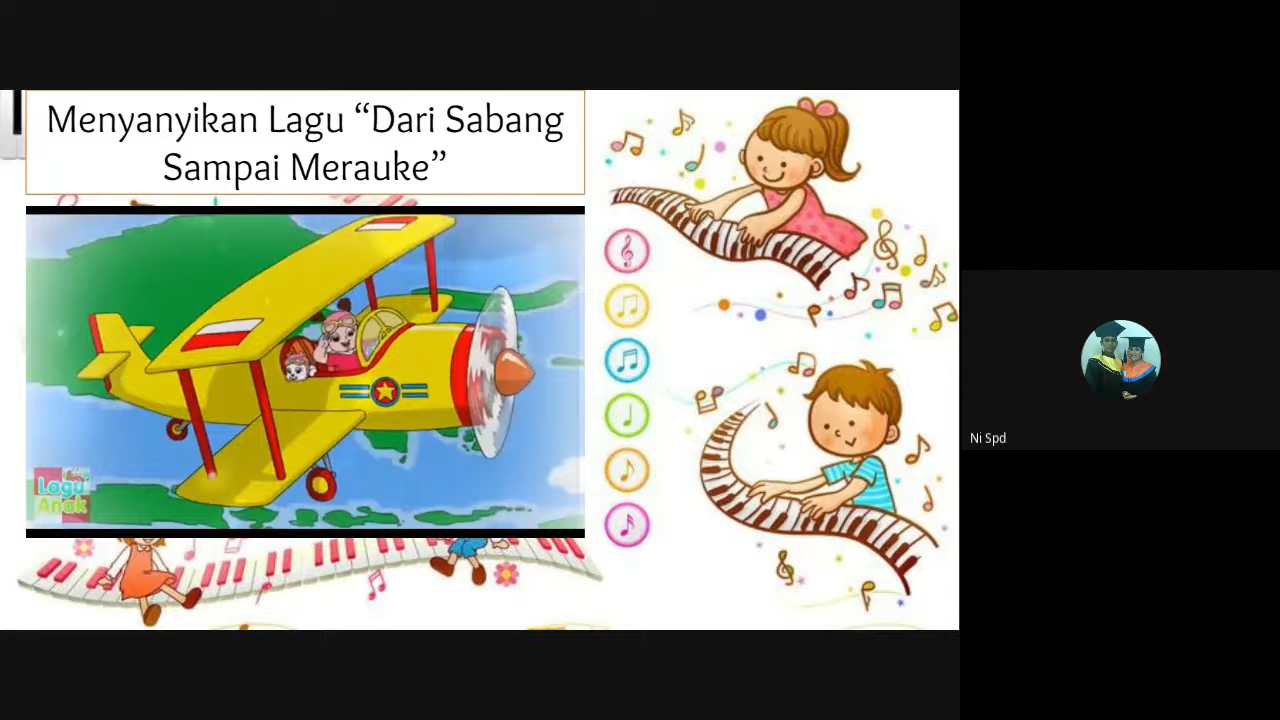 Menyanyikan Lagu “Dari Sabang
Sampai Merauke”
Lagu
Anak
Ni Spd